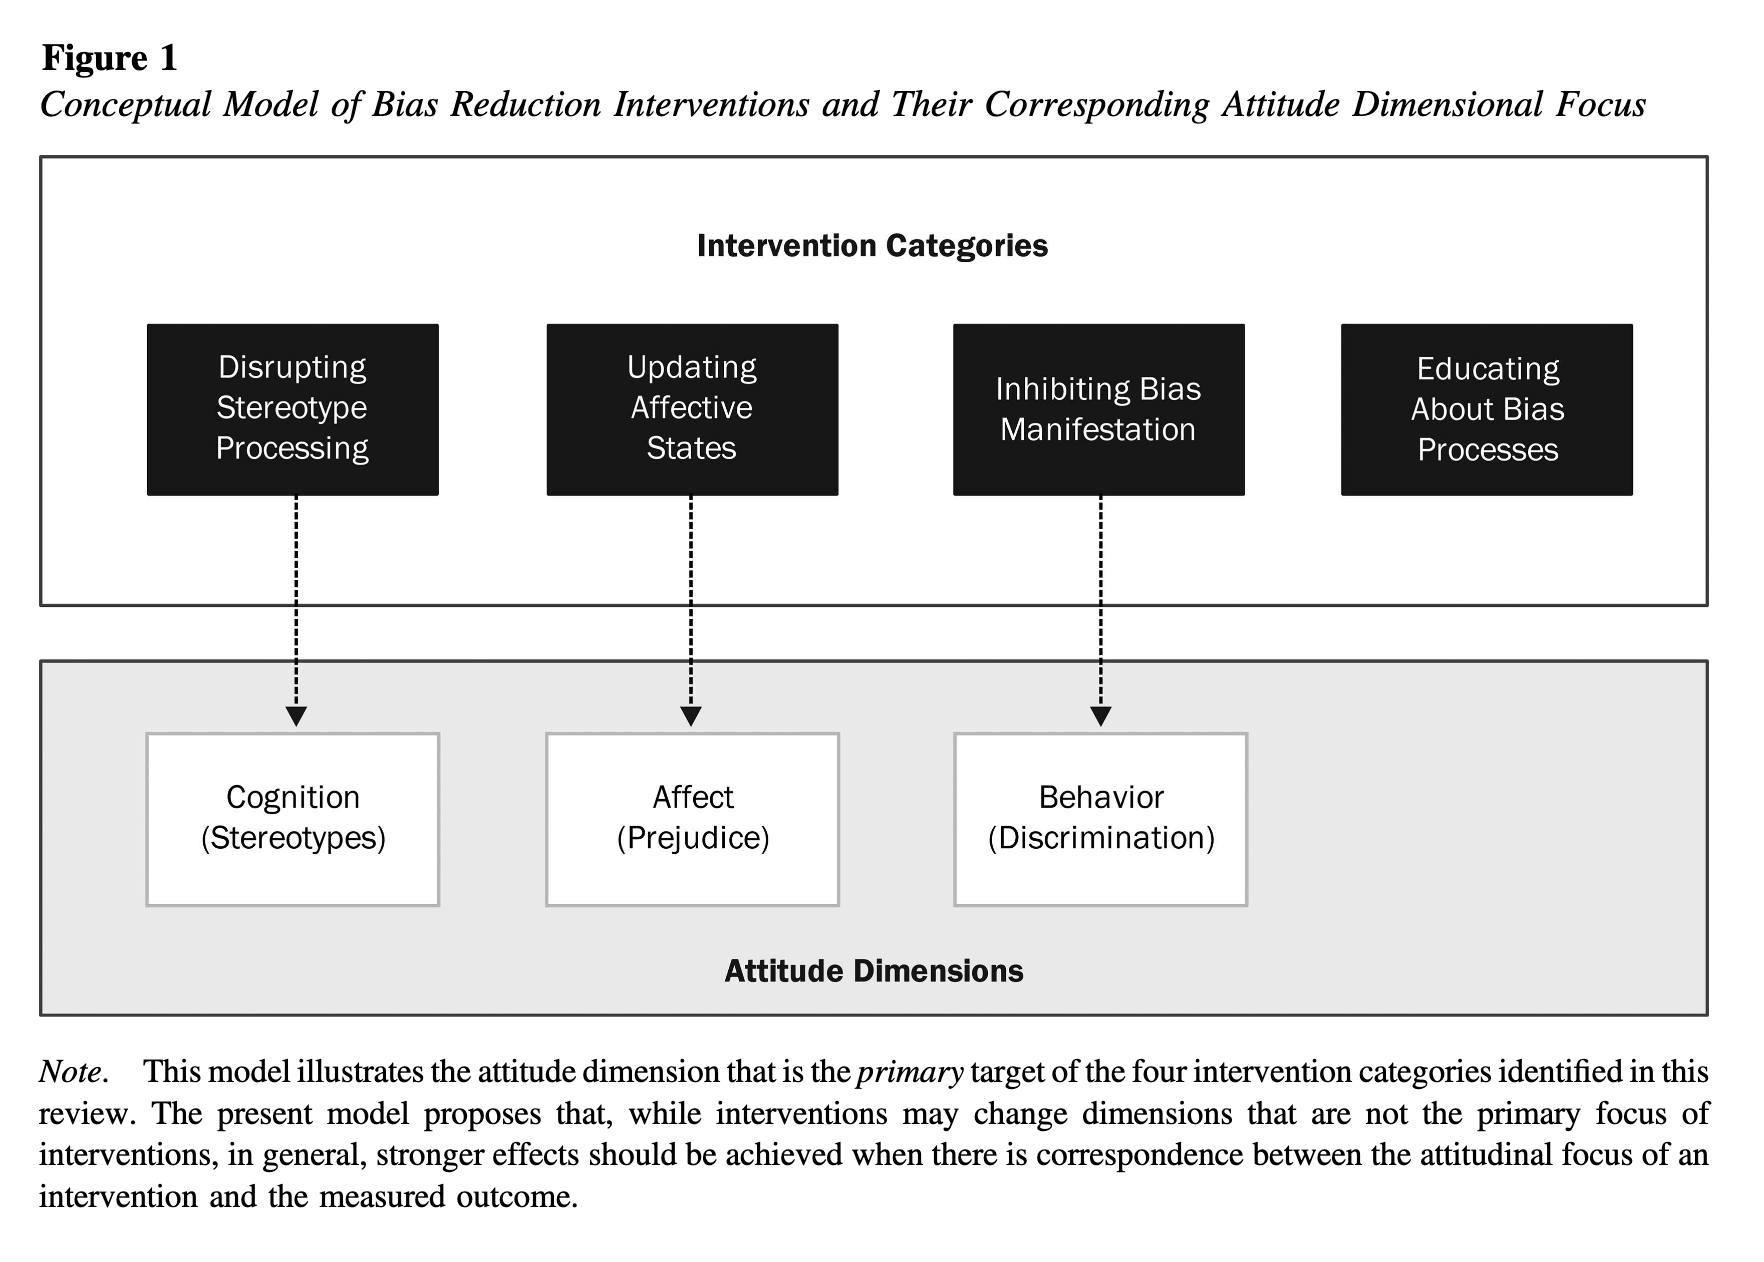 Figure 1
Conceptual Model of Bias Reduction Interventions and Their Corresponding Attitude Dimensional Focus
Intervention Categories
Disrupting
Stereotype
Processing
Updating
Affective
States
Inhibiting Bias
Manifestation
Educating
About Bias
Processes
Cognition
(Stereotypes)
Affect
(Prejudice)
Behavior
(Discrimination)
Attitude Dimensions
Note. This model illustrates the attitude dimension that is the primary target of the four intervention categories identified in this
review. The present model proposes that, while interventions may change dimensions that are not the primary focus of
interventions, in general, stronger effects should be achieved when there is correspondence between the attitudinal focus of an
intervention and the measured outcome.